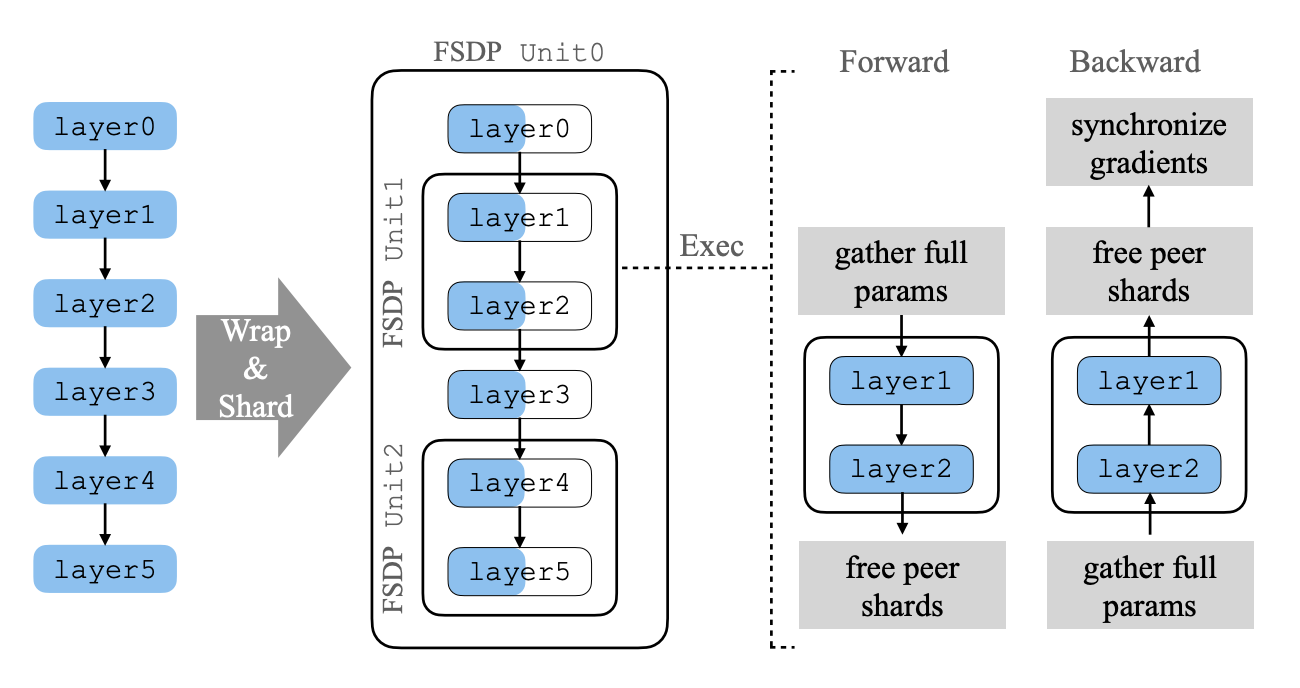 layer0
layer1
layer2
layer3
layer4
layer5
Wrap
&
Shard
FSDP Unit0
layer0
FSDP Unit1
layer1
layer2
layer3
FSDP Unit2
layer4
layer5
Exec
Forward
gather full
params
layer1
layer2
free peer
shards
Backward
synchronize
gradients
free peer
shards
layer1
layer2
gather full
params